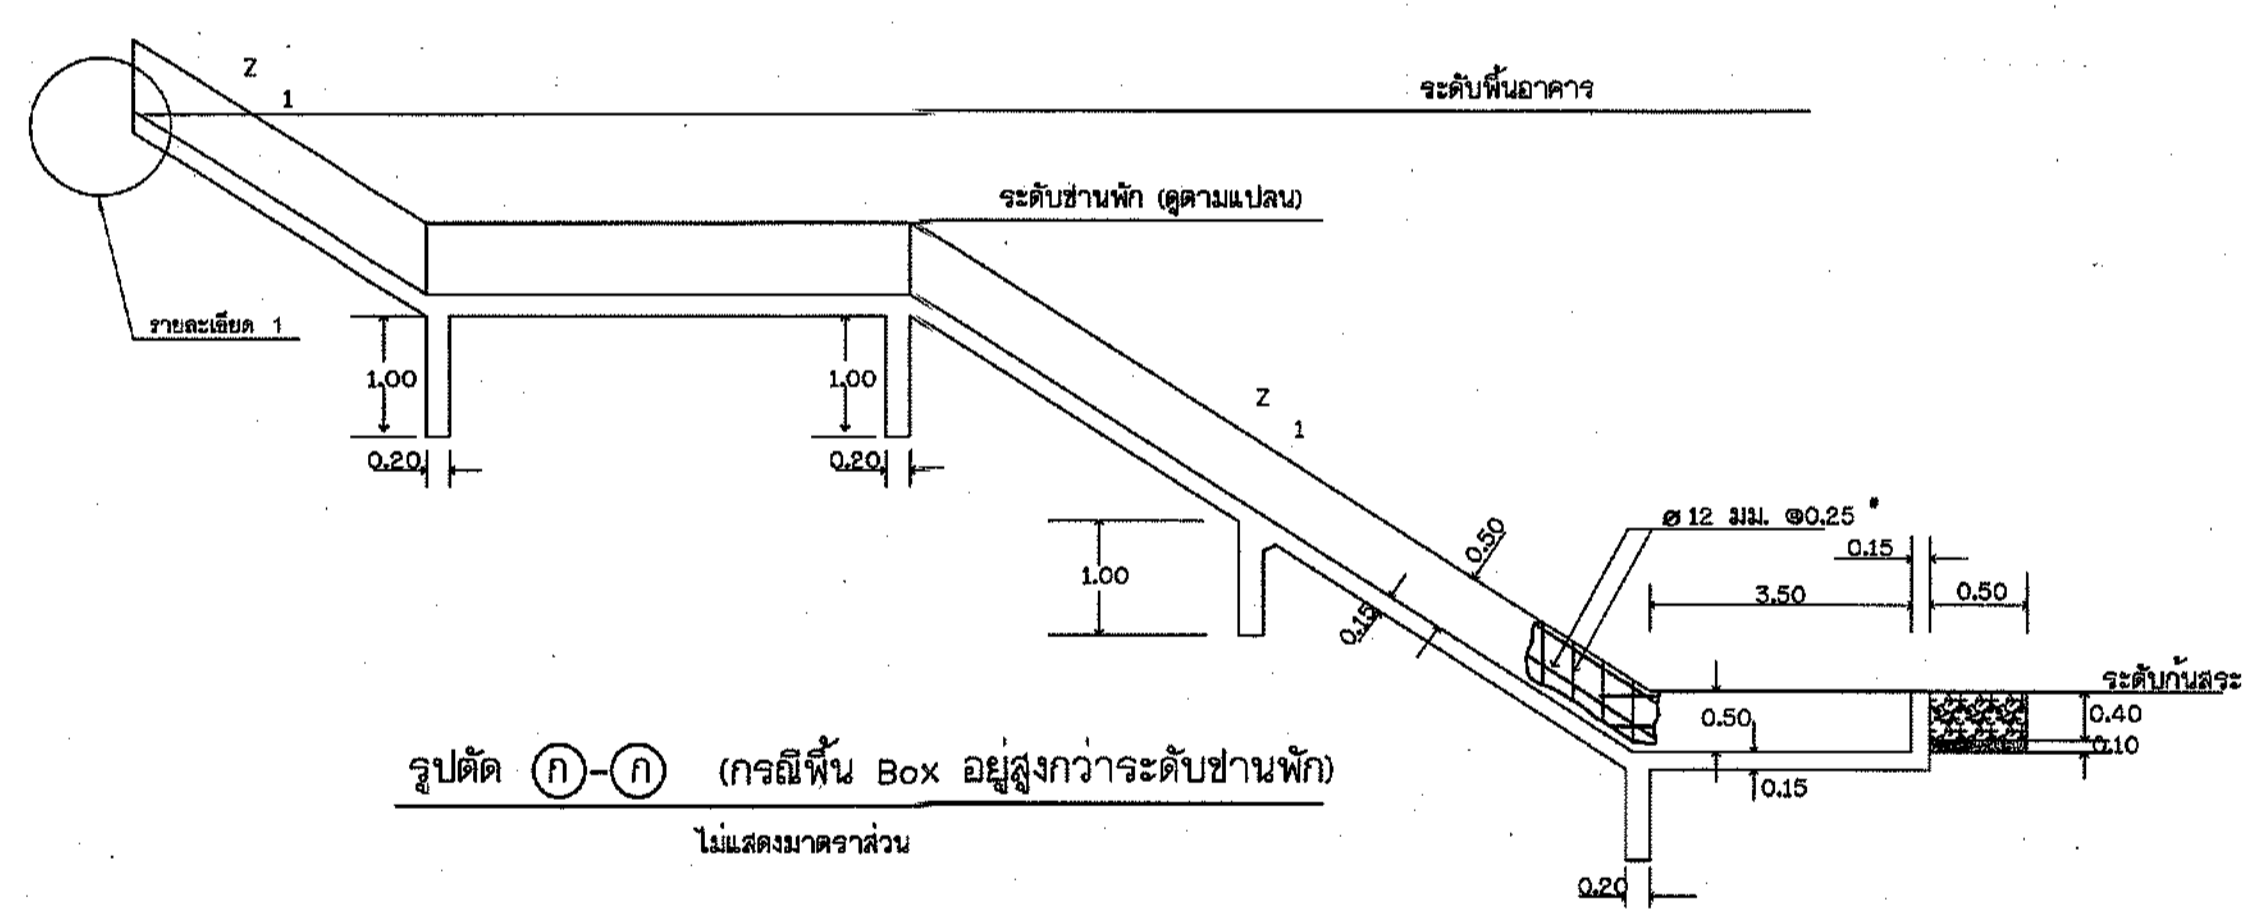 Z
1
ระดับพื้นอาคาร
ระดับชานพัก (ดูตามแปลน)
รายละเอียด 1
1.00
1.00
0.20
0.20
Z
1
Ø 12 มม. @0.25 #
0.50
0.15
3.50
0.50
1.00
0.15
ระดับก้นสระ
0.40
0.50
0.10
0.15
รูปตัด ก-ก (กรณีพื้น Box อยู่สูงกว่าระดับชานพัก)
ไม่แสดงมาตราส่วน
0.20